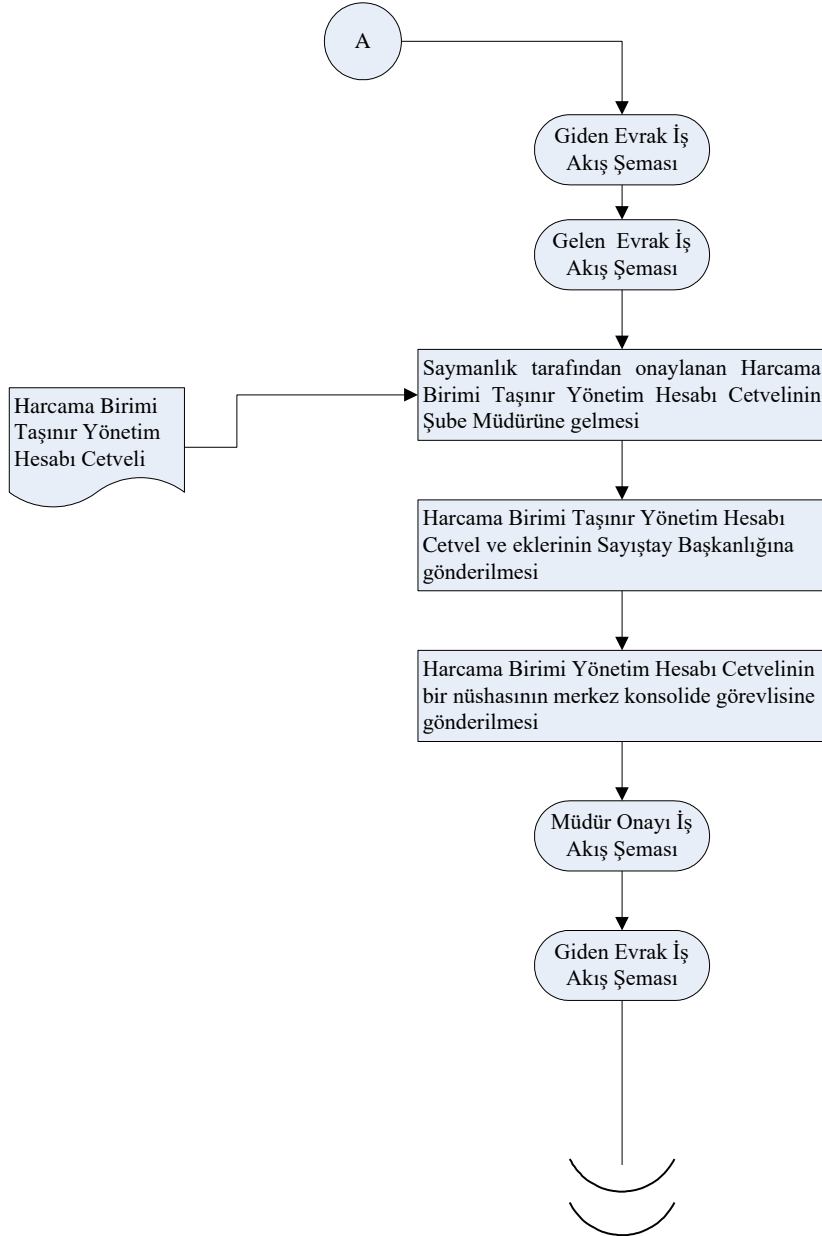 A
Giden Evrak İş
Akış Şeması
Gelen Evrak İş
Akış Şeması
Saymanlık tarafından onaylanan Harcama
Birimi Taşınır Yönetim Hesabı Cetvelinin
Şube Müdürüne gelmesi
Harcama Birimi
Taşınır Yönetim
Hesabı Cetveli
Harcama Birimi Taşınır Yönetim Hesabı
Cetvel ve eklerinin Sayıştay Başkanlığına
gönderilmesi
Harcama Birimi Yönetim Hesabı Cetvelinin
bir nüshasının merkez konsolide görevlisine
gönderilmesi
Müdür Onayı İş
Akış Şeması
Giden Evrak İş
Akış Şeması